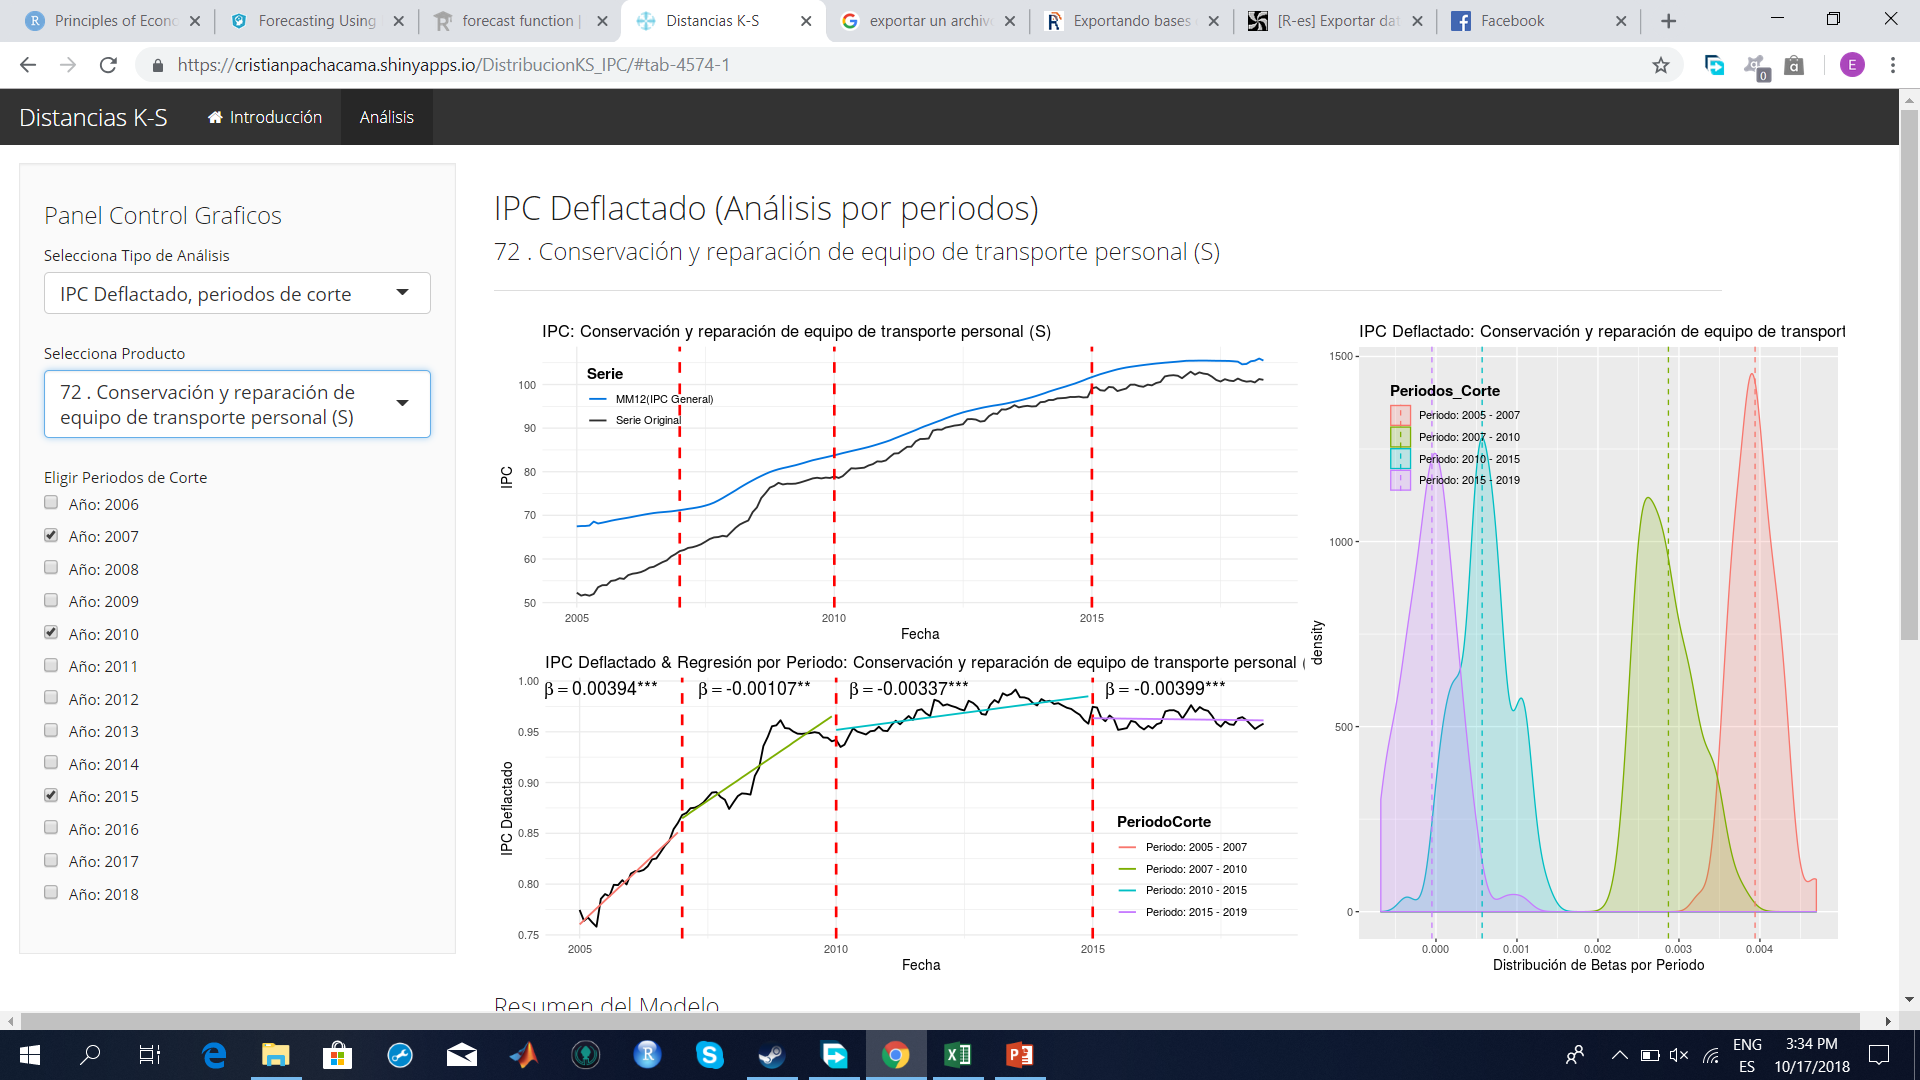 Principles of Econo
Forecasting Using
forecast function |
Distancias K-S
exportar un archivo
Exportando bases
[R-es] Exportar dat
Facebook
https://cristianpachacama.shinyapps.io/DistribucionKS_IPC/#tab-4574-1
0
E
Distancias K-S
Introducción
Análisis
Panel Control Graficos
Selecciona Tipo de Análisis
IPC Deflactado, periodos de corte
Selecciona Producto
72 . Conservación y reparación de
equipo de transporte personal (S)
Eligir Periodos de Corte
Año: 2006
Año: 2007
Año: 2008
Año: 2009
Año: 2010
Año: 2011
Año: 2012
Año: 2013
Año: 2014
Año: 2015
Año: 2016
Año: 2017
Año: 2018
IPC Deflactado (Análisis por periodos)
72 . Conservación y reparación de equipo de transporte personal (S)
IPC: Conservación y reparación de equipo de transporte personal (S)
Serie
MM12(IPC General)
Serie Original
IPC
100
90
80
70
60
50
2005
2010
2015
Fecha
IPC Deflactado & Regresión por Periodo: Conservación y reparación de equipo de transporte personal (
β = 0.00394***
β = -0.00107**
β = -0.00337***
β = -0.00399***
IPC Deflactado
1.00
0.95
0.90
0.85
0.80
0.75
PeriodoCorte
Periodo: 2005 - 2007
Periodo: 2007 - 2010
Periodo: 2010 - 2015
Periodo: 2015 - 2019
2005
2010
2015
Fecha
IPC Deflactado: Conservación y reparación de equipo de transport
Periodos_Corte
Periodo: 2005 - 2007
Periodo: 2007 - 2010
Periodo: 2010 - 2015
Periodo: 2015 - 2019
density
1500
1000
500
0
0.000
0.001
0.002
0.003
0.004
Distribución de Betas por Periodo
Resumen del Modelo
ENG
ES
3:34 PM
10/17/2018